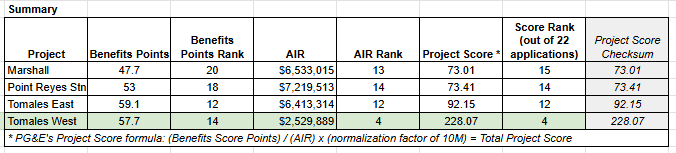 Summary
Project Benefits Points Benefits Points Rank AIR AIR Rank Project Score * Score Rank (out of 22 applications) Project Score Checksum
Marshall 47.7 20 $6,533,015 13 73.01 15 73.01
Point Reyes Stn 53 18 $7,219,513 14 73.41 14 73.41
Tomales East 59.1 12 $6,413,314 12 92.15 12 92.15
Tomales West 57.7 14 $2,529,889 4 228.07 4 228.07
* PG&E's Project Score formula: (Benefits Score Points) / (AIR) x (normalization factor of 10M) = Total Project Score